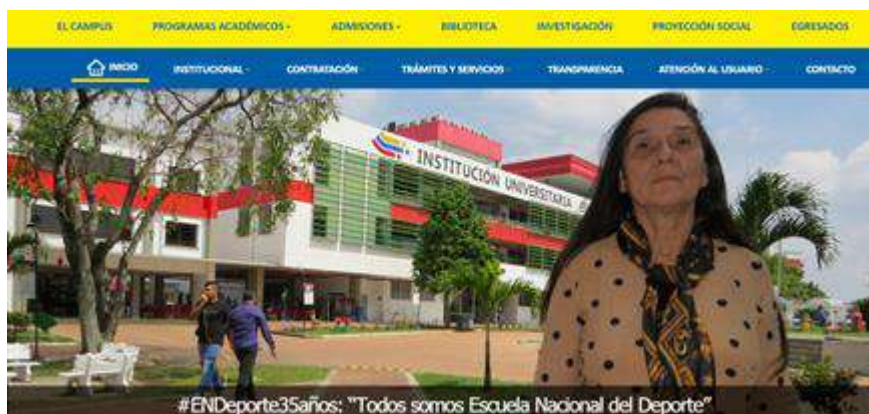 EL CAMPUS PROGRAMAS ACADÉMICOS ADMISIONES BIBLIOTECA INVESTIGACIÓN PROYECCIÓN SOCIAL EGRESADOS
INICIO INSTITUCIONAL CONTRATACIÓN TRÁMITES Y SERVICIOS TRANSPARENCIA ATENCIÓN AL USUARIO CONTACTO
INSTITUCIÓN UNIVERSITARIA
#ENDeporte35años: "Todos somos Escuela Nacional del Deporte"